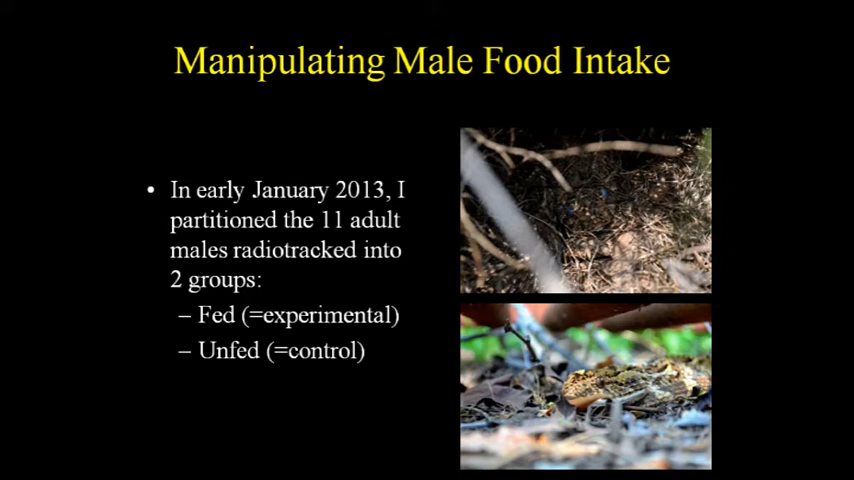 Manipulating Male Food Intake
• In early January 2013, I
partitioned the 11 adult
males radiotracked into
2 groups:
– Fed (=experimental)
– Unfed (=control)